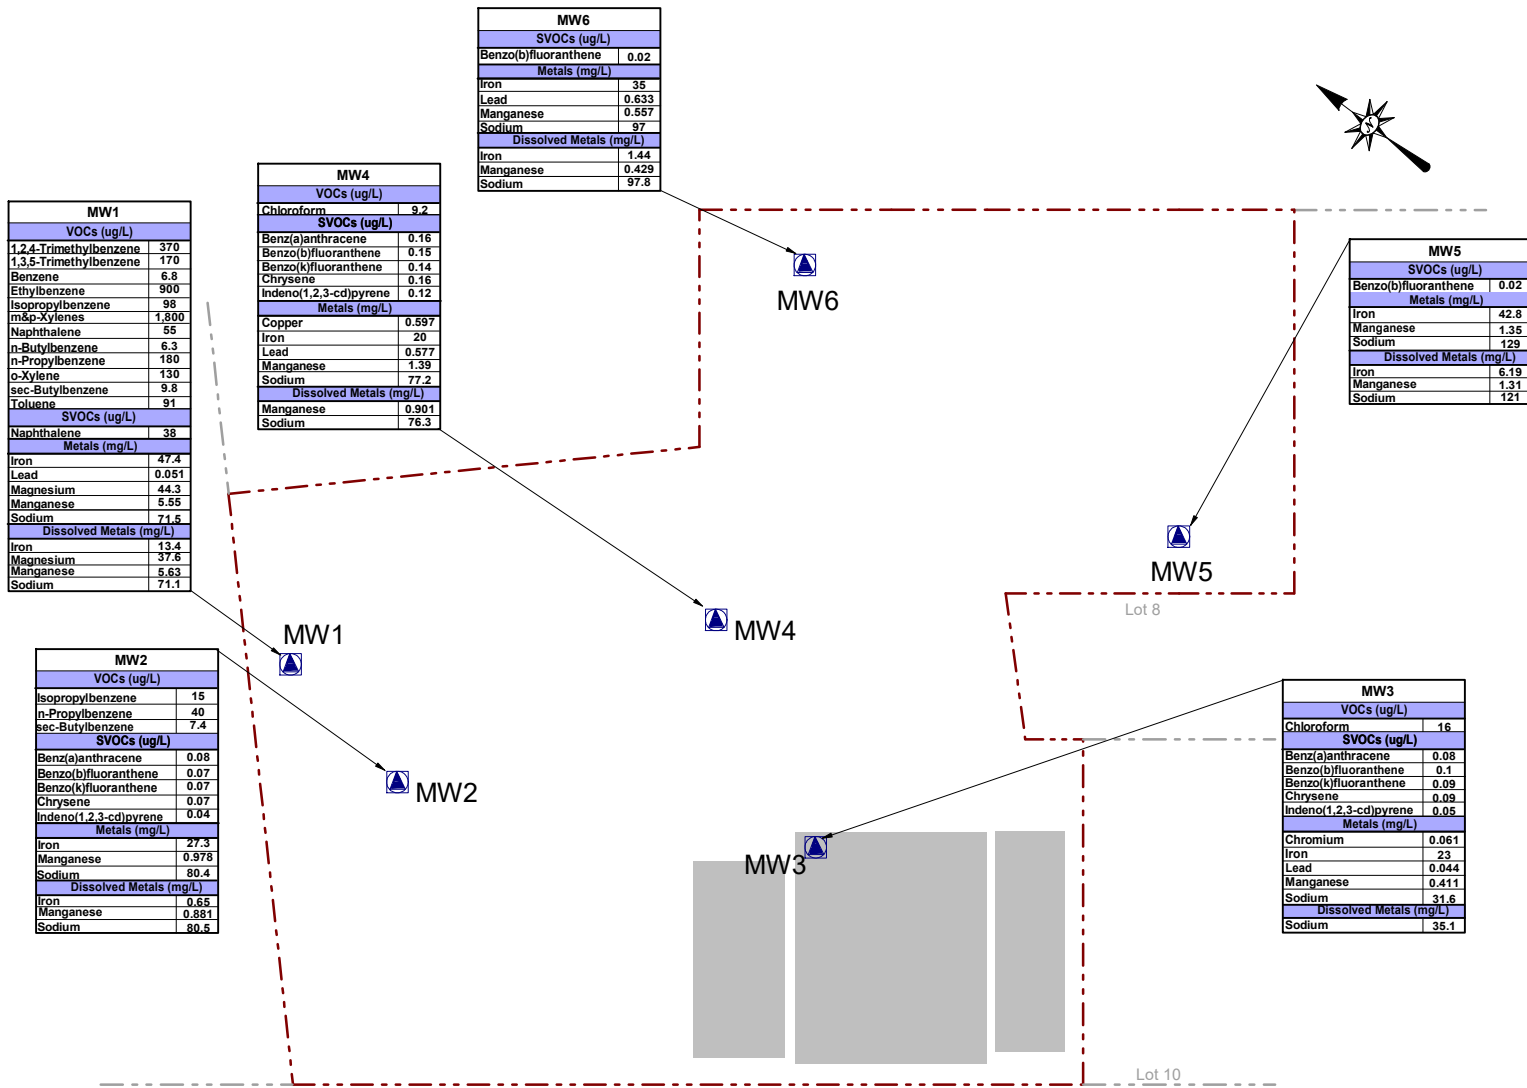 MW6
SVOCs (ug/L)
Benzo(b)fluoranthene 0.02
Metals (mg/L)
Iron 35
Lead 0.633
Manganese 0.557
Sodium 97
Dissolved Metals (mg/L)
Iron 1.44
Manganese 0.429
Sodium 97.8
N
MW4
VOCs (ug/L)
Chloroform 9.2
SVOCs (ug/L)
Benz(a)anthracene 0.16
Benzo(b)fluoranthene 0.15
Benzo(k)fluoranthene 0.14
Chrysene 0.16
Indeno(1,2,3-cd)pyrene 0.12
Metals (mg/L)
Copper 0.597
Iron 20
Lead 0.577
Manganese 1.39
Sodium 77.2
Dissolved Metals (mg/L)
Manganese 0.901
Sodium 76.3
MW1
VOCs (ug/L)
1,2,4-Trimethylbenzene 370
1,3,5-Trimethylbenzene 170
Benzene 6.8
Ethylbenzene 900
Isopropylbenzene 98
m&p-Xylenes 1,800
Naphthalene 55
n-Butylbenzene 6.3
n-Propylbenzene 180
o-Xylene 130
sec-Butylbenzene 9.8
Toluene 91
SVOCs (ug/L)
Naphthalene 38
Metals (mg/L)
Iron 47.4
Lead 0.051
Magnesium 44.3
Manganese 5.55
Sodium 71.5
Dissolved Metals (mg/L)
Iron 13.4
Magnesium 37.6
Manganese 5.63
Sodium 71.1
MW5
SVOCs (ug/L)
Benzo(b)fluoranthene 0.02
Metals (mg/L)
Iron 42.8
Manganese 1.35
Sodium 129
Dissolved Metals (mg/L)
Iron 6.19
Manganese 1.31
Sodium 121
MW6
MW5
Lot 8
MW4
MW1
MW2
VOCs (ug/L)
Isopropylbenzene 15
n-Propylbenzene 40
sec-Butylbenzene 7.4
SVOCs (ug/L)
Benz(a)anthracene 0.08
Benzo(b)fluoranthene 0.07
Benzo(k)fluoranthene 0.07
Chrysene 0.07
Indeno(1,2,3-cd)pyrene 0.04
Metals (mg/L)
Iron 27.3
Manganese 0.978
Sodium 80.4
Dissolved Metals (mg/L)
Iron 0.65
Manganese 0.881
Sodium 80.5
MW2
MW3
MW3
VOCs (ug/L)
Chloroform 16
SVOCs (ug/L)
Benz(a)anthracene 0.08
Benzo(b)fluoranthene 0.1
Benzo(k)fluoranthene 0.09
Chrysene 0.09
Indeno(1,2,3-cd)pyrene 0.05
Metals (mg/L)
Chromium 0.061
Iron 23
Lead 0.044
Manganese 0.411
Sodium 31.6
Dissolved Metals (mg/L)
Sodium 35.1
Lot 10